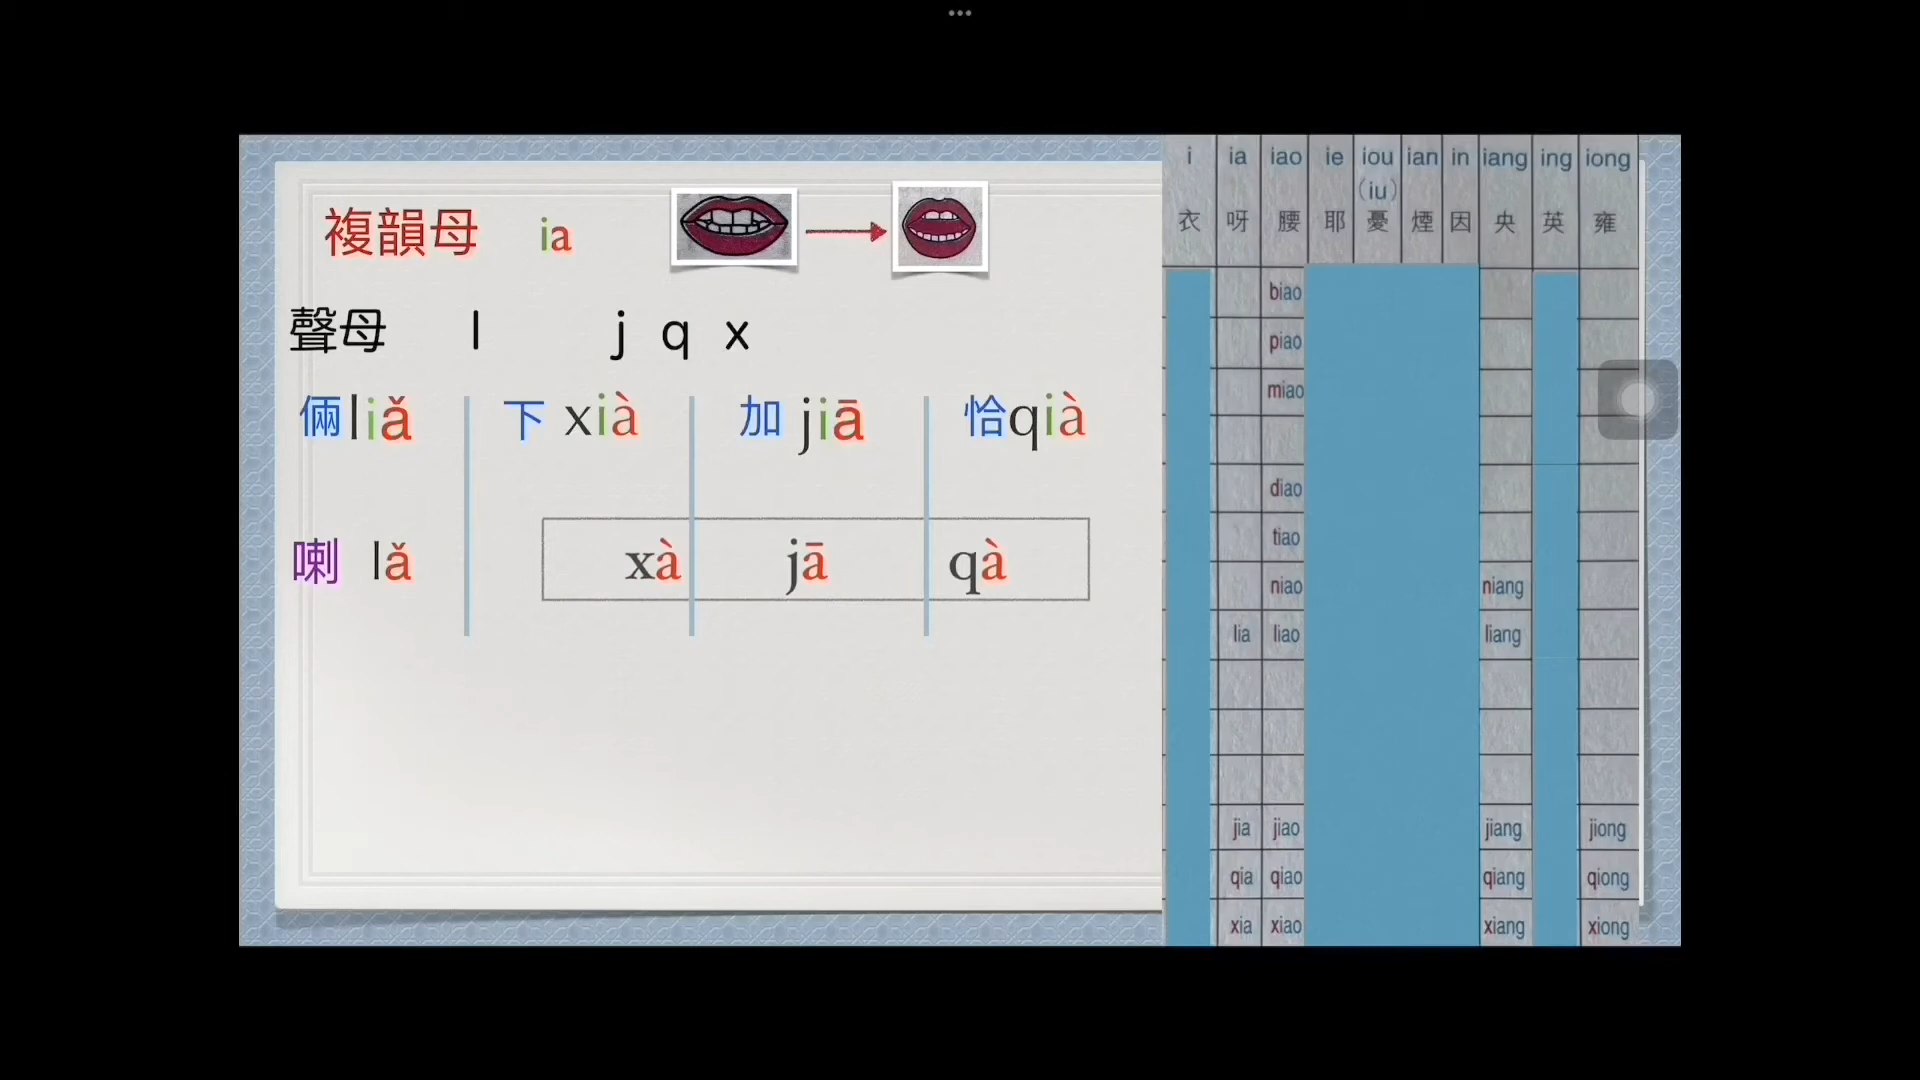 複韻母 ia
聲母 l j q x
倆 liǎ 下 xià 加 jiā 恰 qià
喇 lǎ xà jā qà
i ia iao ie iou ian in iang ing iong
(iu)
衣 呀 腰 耶 憂 煙 因 央 英 雍
biao
piao
miao
diao
tiao
niao niang
lia liao liang
jia jiao jiang jiong
qia qiao qiang qiong
xia xiao xiang xiong